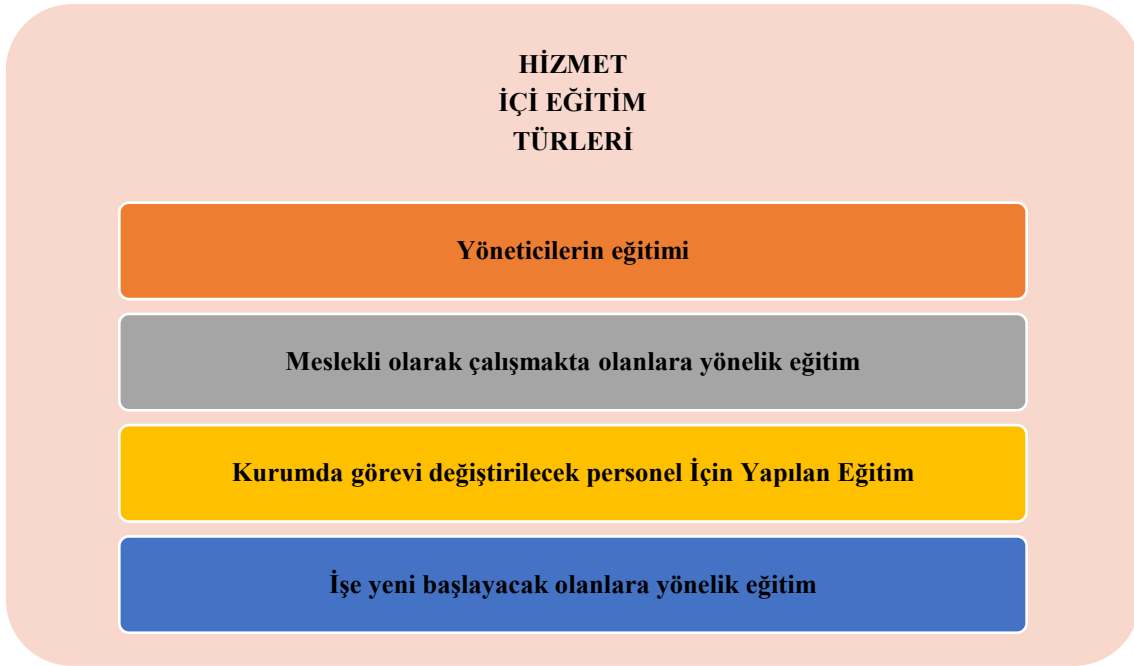 HİZMET
İÇİ EĞİTİM
TÜRLERİ
Yöneticilerin eğitimi
Meslekli olarak çalışmakta olanlara yönelik eğitim
Kurumda görevi değiştirilecek personel İçin Yapılan Eğitim
İşe yeni başlayacak olanlara yönelik eğitim